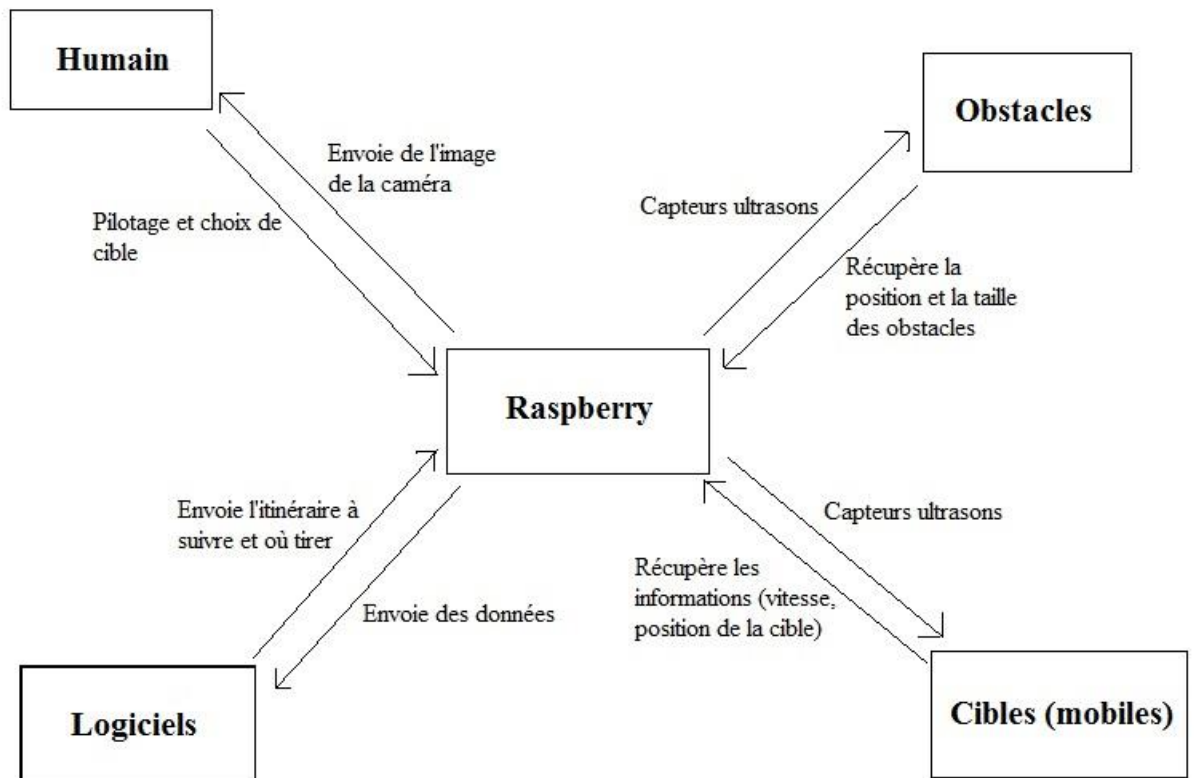 Humain
Obstacles
Envoie de l'image
de la caméra
Pilotage et choix de
cible
Capteurs ultrasons
Récupère la
position et la taille
des obstacles
Raspberry
Envoie l'itinéraire à
suivre et où tirer
Envoie des données
Capteurs ultrasons
Récupère les
informations (vitesse,
position de la cible)
Logiciels
Cibles (mobiles)